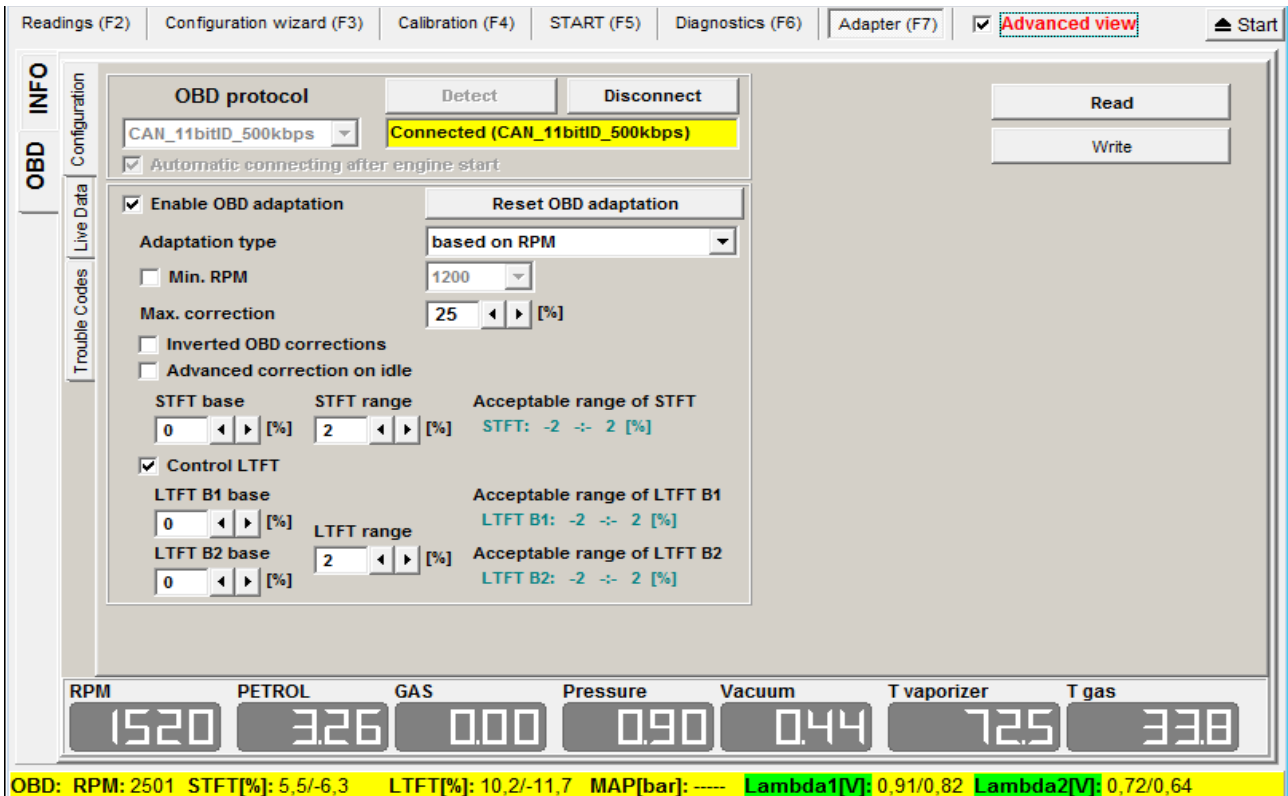 Readings (F2) Configuration wizard (F3) Calibration (F4) START (F5) Diagnostics (F6) Adapter (F7) Advanced view Start
INFO
OBD
Configuration
Live Data
Trouble Codes
OBD protocol Detect Disconnect
CAN_11bitID_500kbps Connected (CAN_11bitID_500kbps)
Automatic connecting after engine start
Read
Write
Enable OBD adaptation Reset OBD adaptation
Adaptation type based on RPM
Min. RPM 1200
Max. correction 25 [%]
Inverted OBD corrections
Advanced correction on idle
STFT base STFT range Acceptable range of STFT
0 [%] 2 [%] STFT: -2 -:- 2 [%]
Control LTFT
LTFT B1 base Acceptable range of LTFT B1
0 [%] LTFT range LTFT B1: -2 -:- 2 [%]
LTFT B2 base 2 [%] Acceptable range of LTFT B2
0 [%] LTFT B2: -2 -:- 2 [%]
RPM PETROL GAS Pressure Vacuum T vaporizer T gas
1520 3.26 0.00 0.90 0.44 72.5 33.8
OBD: RPM: 2501 STFT[%]: 5,5/-6,3 LTFT[%]: 10,2/-11,7 MAP[bar]: ----- Lambda1[V]: 0,91/0,82 Lambda2[V]: 0,72/0,64